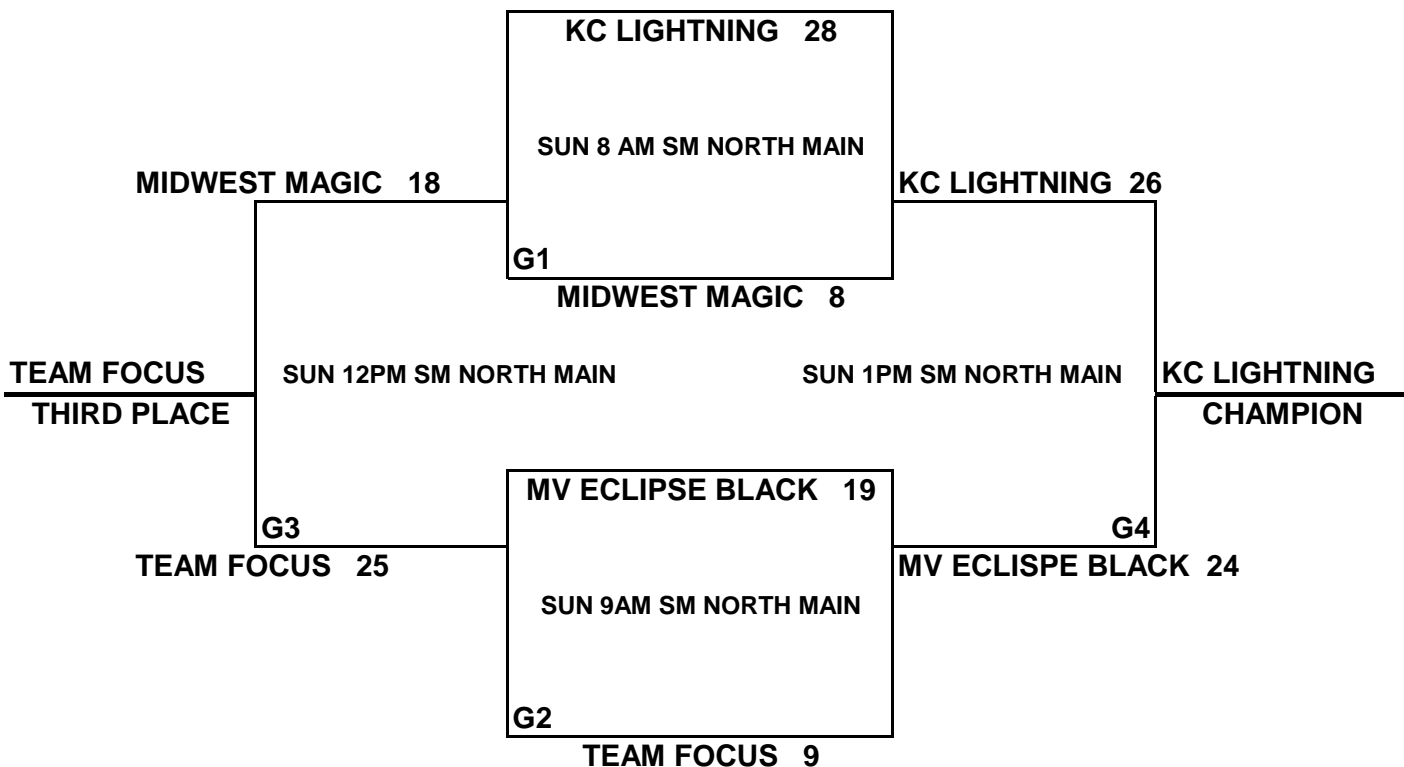 KC LIGHTNING 28
SUN 8 AM SM NORTH MAIN
MIDWEST MAGIC 18
KC LIGHTNING 26
G1
MIDWEST MAGIC 8
TEAM FOCUS
SUN 12PM SM NORTH MAIN
SUN 1PM SM NORTH MAIN
KC LIGHTNING
THIRD PLACE
CHAMPION
MV ECLIPSE BLACK 19
G3
G4
TEAM FOCUS 25
MV ECLISPE BLACK 24
SUN 9AM SM NORTH MAIN
G2
TEAM FOCUS 9